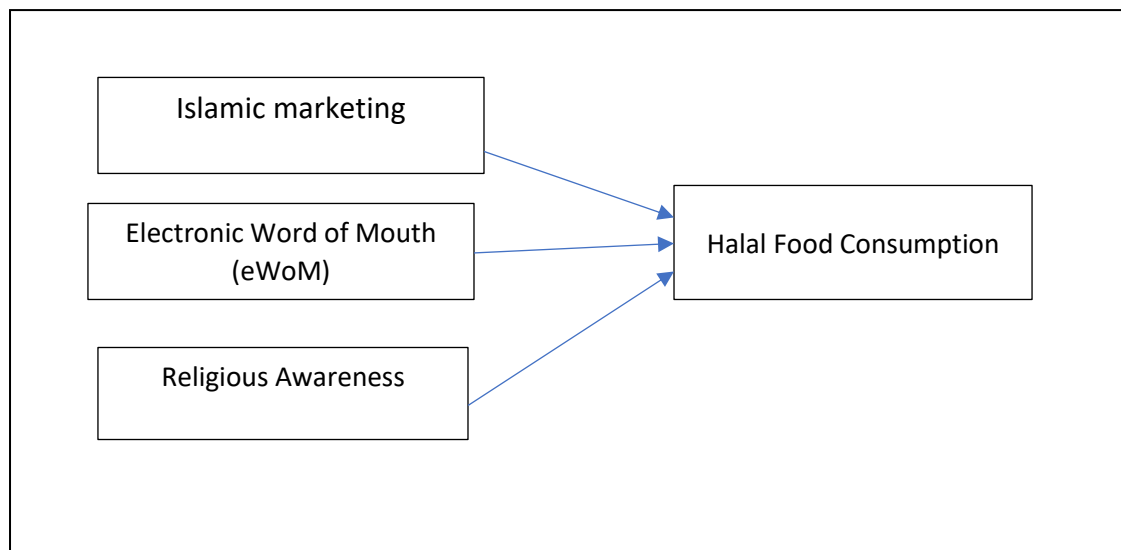 Islamic marketing
Electronic Word of Mouth
(eWoM)
Halal Food Consumption
Religious Awareness